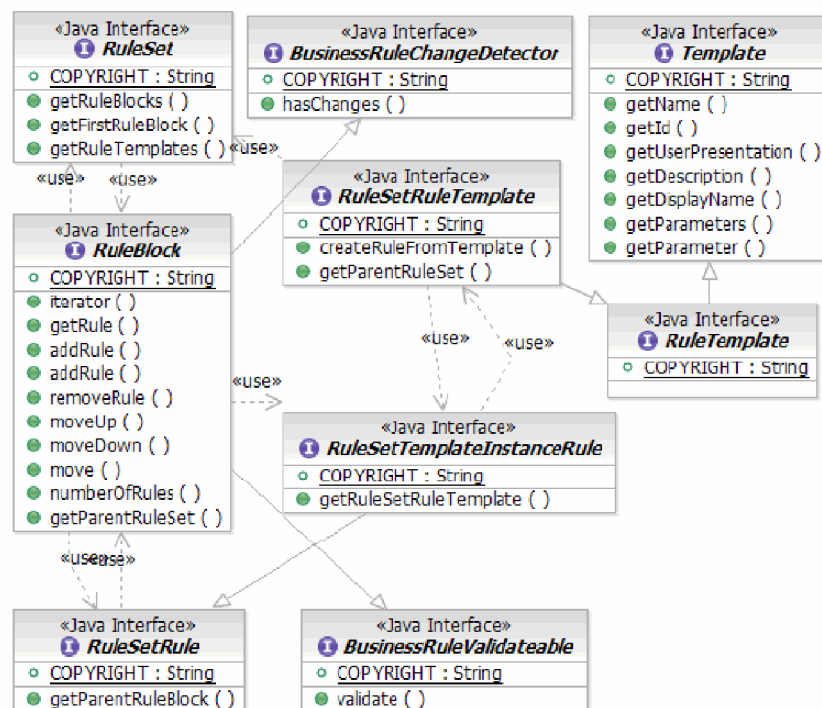 «Java Interface»
RuleSet
COPYRIGHT : String
getRuleBlocks ( )
getFirstRuleBlock ( )
getRuleTemplates ( )
«Java Interface»
BusinessRuleChangeDetector
COPYRIGHT : String
hasChanges ( )
«Java Interface»
Template
COPYRIGHT : String
getName ( )
getId ( )
getUserPresentation ( )
getDescription ( )
getDisplayName ( )
getParameters ( )
getParameter ( )
«use»
«use»
«use»
«Java Interface»
RuleSetRuleTemplate
COPYRIGHT : String
createRuleFromTemplate ( )
getParentRuleSet ( )
«Java Interface»
RuleBlock
COPYRIGHT : String
iterator ( )
getRule ( )
addRule ( )
addRule ( )
removeRule ( )
moveUp ( )
moveDown ( )
move ( )
numberOfRules ( )
getParentRuleSet ( )
«Java Interface»
RuleTemplate
COPYRIGHT : String
«use»
«use»
«use»
«Java Interface»
RuleSetTemplateInstanceRule
COPYRIGHT : String
getRuleSetRuleTemplate ( )
«use»
«use»
«Java Interface»
RuleSetRule
COPYRIGHT : String
getParentRuleBlock ( )
«Java Interface»
BusinessRuleValidateable
COPYRIGHT : String
validate ( )